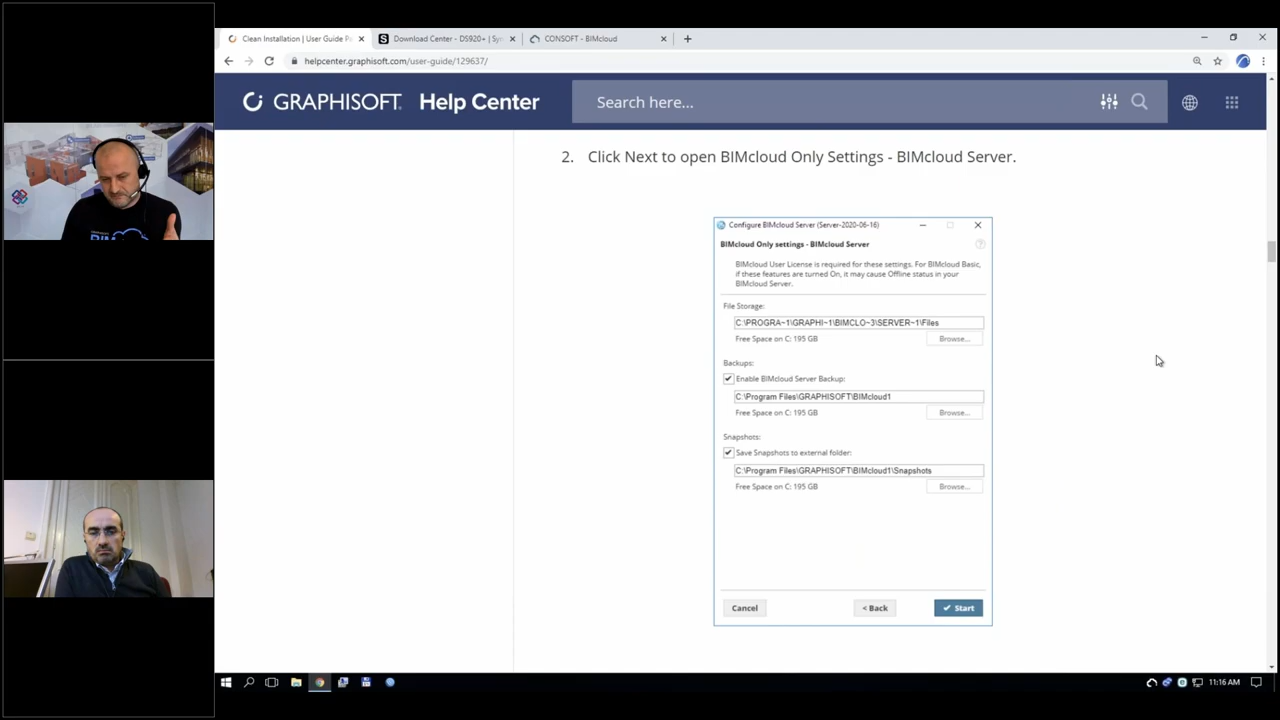 Clean Installation | User Guide Pa
Download Center - DS920+ | Syn
CONSOFT - BIMcloud
helpcenter.graphisoft.com/user-guide/129637/
GRAPHISOFT. Help Center
Search here...
2. Click Next to open BIMcloud Only Settings - BIMcloud Server.
Configure BIMcloud Server (Server-2020-06-16)
BIMcloud Only settings - BIMcloud Server
BIMcloud User License is required for these settings. For BIMcloud Basic,
if these features are turned On, it may cause Offline status in your
BIMcloud Server.
File Storage:
C:\PROGRA~1\GRAPHI~1\BIMCLO~3\SERVER~1\Files
Free Space on C: 195 GB
Browse...
Backups:
Enable BIMcloud Server Backup:
C:\Program Files\GRAPHISOFT\BIMcloud1
Free Space on C: 195 GB
Browse...
Snapshots:
Save Snapshots to external folder:
C:\Program Files\GRAPHISOFT\BIMcloud1\Snapshots
Free Space on C: 195 GB
Browse...
Cancel
< Back
Start
11:16 AM